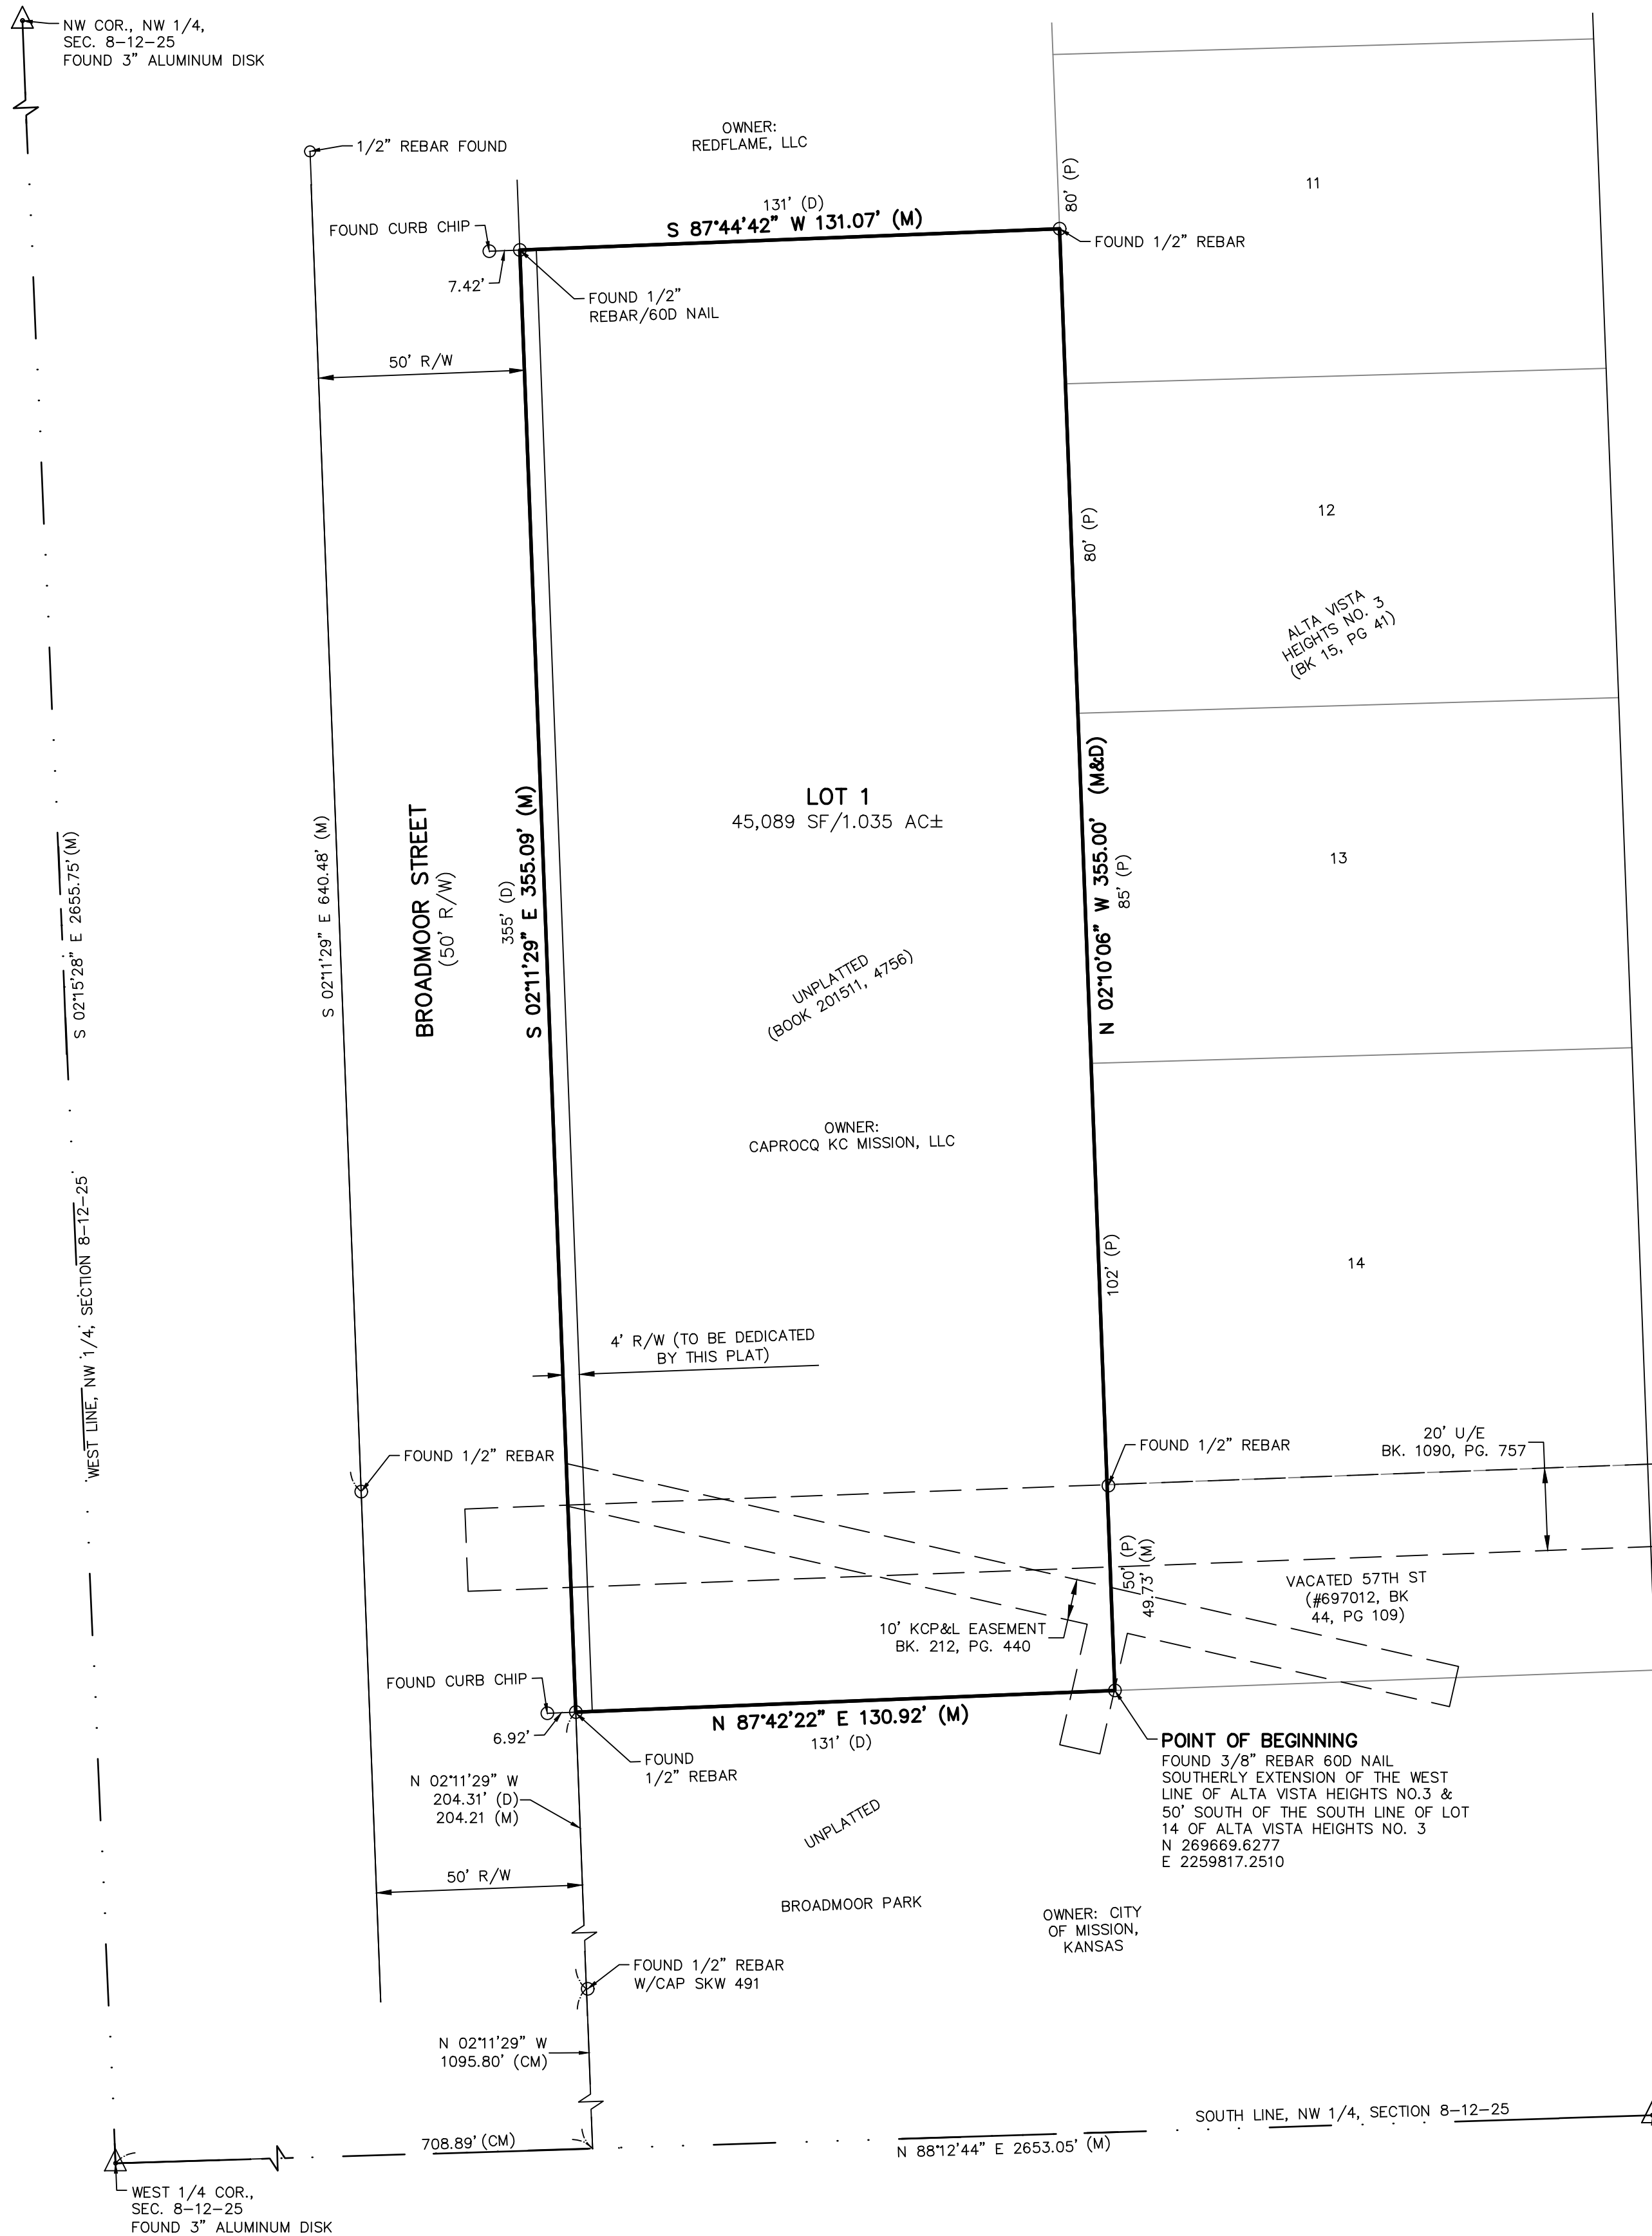 NW COR., NW 1/4,
SEC. 8-12-25
FOUND 3" ALUMINUM DISK
1/2" REBAR FOUND
OWNER:
REDFLAME, LLC
80' (P)
11
131' (D)
S 87°44'42" W 131.07' (M)
FOUND CURB CHIP
FOUND 1/2" REBAR
7.42'
FOUND 1/2"
REBAR/60D NAIL
50' R/W
12
80' (P)
ALTA VISTA
HEIGHTS NO. 3
(BK 15, PG 41)
LOT 1
45,089 SF/1.035 AC±
S 02°15'28" E 2655.75'(M)
S 02°11'29" E 640.48' (M)
BROADMOOR STREET
(50' R/W)
355' (D)
S 02°11'29" E 355.09' (M)
N 02°10'06" W 355.00' (M&D)
85' (P)
13
UNPLATTED
(BOOK 201511, 4756)
OWNER:
CAPROCQ KC MISSION, LLC
WEST LINE, NW 1/4, SECTION 8-12-25
102' (P)
14
4' R/W (TO BE DEDICATED
BY THIS PLAT)
FOUND 1/2" REBAR
FOUND 1/2" REBAR
20' U/E
BK. 1090, PG. 757
50' (P)
49.73' (M)
VACATED 57TH ST
(#697012, BK
44, PG 109)
10' KCP&L EASEMENT
BK. 212, PG. 440
FOUND CURB CHIP
6.92'
N 87°42'22" E 130.92' (M)
131' (D)
FOUND
1/2" REBAR
POINT OF BEGINNING
FOUND 3/8" REBAR 60D NAIL
SOUTHERLY EXTENSION OF THE WEST
LINE OF ALTA VISTA HEIGHTS NO.3 &
50' SOUTH OF THE SOUTH LINE OF LOT
14 OF ALTA VISTA HEIGHTS NO. 3
N 269669.6277
E 2259817.2510
N 02°11'29" W
204.31' (D)
204.21 (M)
UNPLATTED
50' R/W
BROADMOOR PARK
OWNER: CITY
OF MISSION,
KANSAS
FOUND 1/2" REBAR
W/CAP SKW 491
N 02°11'29" W
1095.80' (CM)
SOUTH LINE, NW 1/4, SECTION 8-12-25
708.89'(CM)
N 88°12'44" E 2653.05' (M)
WEST 1/4 COR.,
SEC. 8-12-25
FOUND 3" ALUMINUM DISK